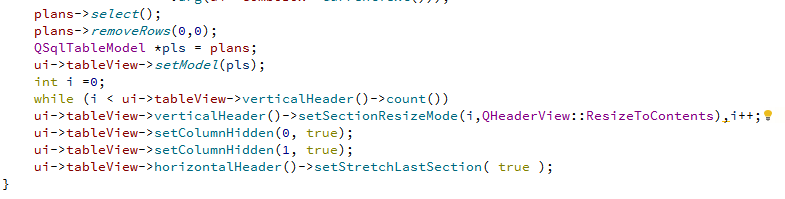 plans->select();
plans->removeRows(0,0);
QSqlTableModel *pls = plans;
ui->tableView->setModel(pls);
int i =0;
while (i < ui->tableView->verticalHeader()->count())
ui->tableView->verticalHeader()->setSectionResizeMode(i,QHeaderView::ResizeToContents),i++;
ui->tableView->setColumnHidden(0, true);
ui->tableView->setColumnHidden(1, true);
ui->tableView->horizontalHeader()->setStretchLastSection( true );
}